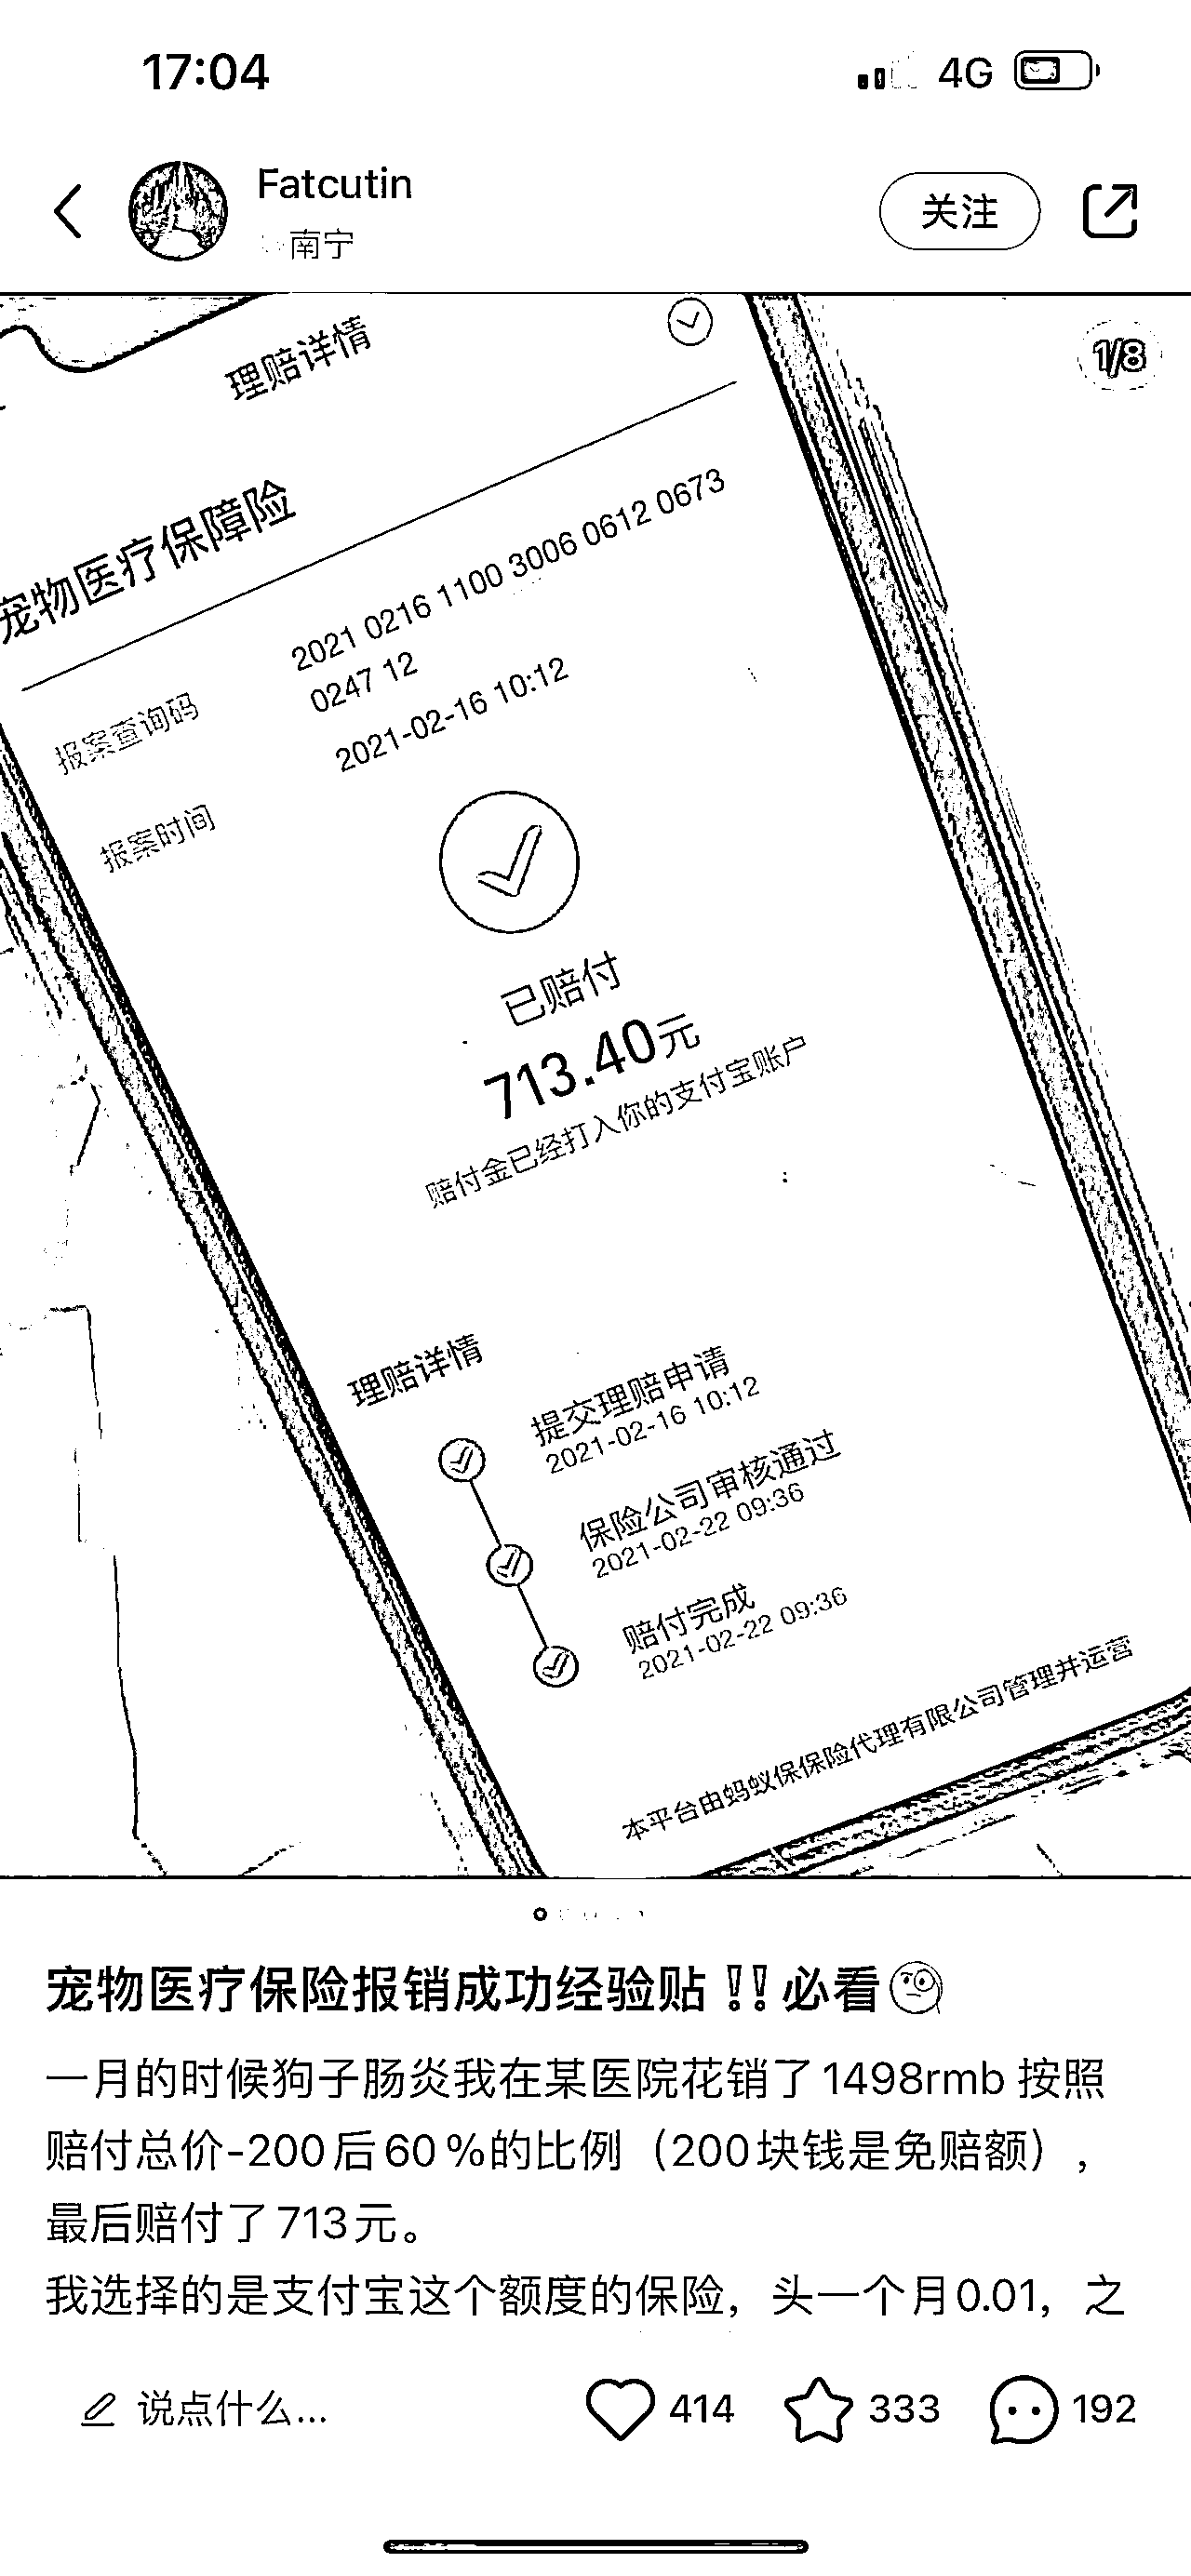 17:04
4G
Fatcutin
南宁
关注
1/8
理赔详情
宠物医疗保障险
报案查询码
2021 0216 1100 3006 0612 0673
0247 12
报案时间
2021-02-16 10:12
已赔付
713.40元
赔付金已经打入你的支付宝账户
理赔详情
提交理赔申请
2021-02-16 10:12
保险公司审核通过
2021-02-22 09:36
赔付完成
2021-02-22 09:36
本平台由蚂蚁保保险代理有限公司管理并运营
宠物医疗保险报销成功经验贴‼️必看🧐
一月的时候狗子肠炎我在某医院花销了1498rmb 按照
赔付总价-200后60%的比例（200块钱是免赔额），
最后赔付了713元。
我选择的是支付宝这个额度的保险，头一个月0.01，之
说点什么...
414
333
192